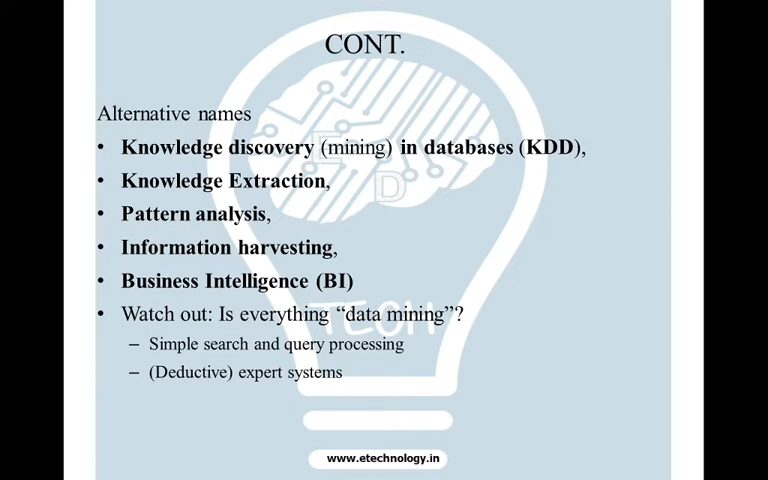 CONT.
Alternative names
• Knowledge discovery (mining) in databases (KDD),
• Knowledge Extraction,
• Pattern analysis,
• Information harvesting,
• Business Intelligence (BI)
• Watch out: Is everything “data mining”?
– Simple search and query processing
– (Deductive) expert systems
E
D
TECH
www.etechnology.in